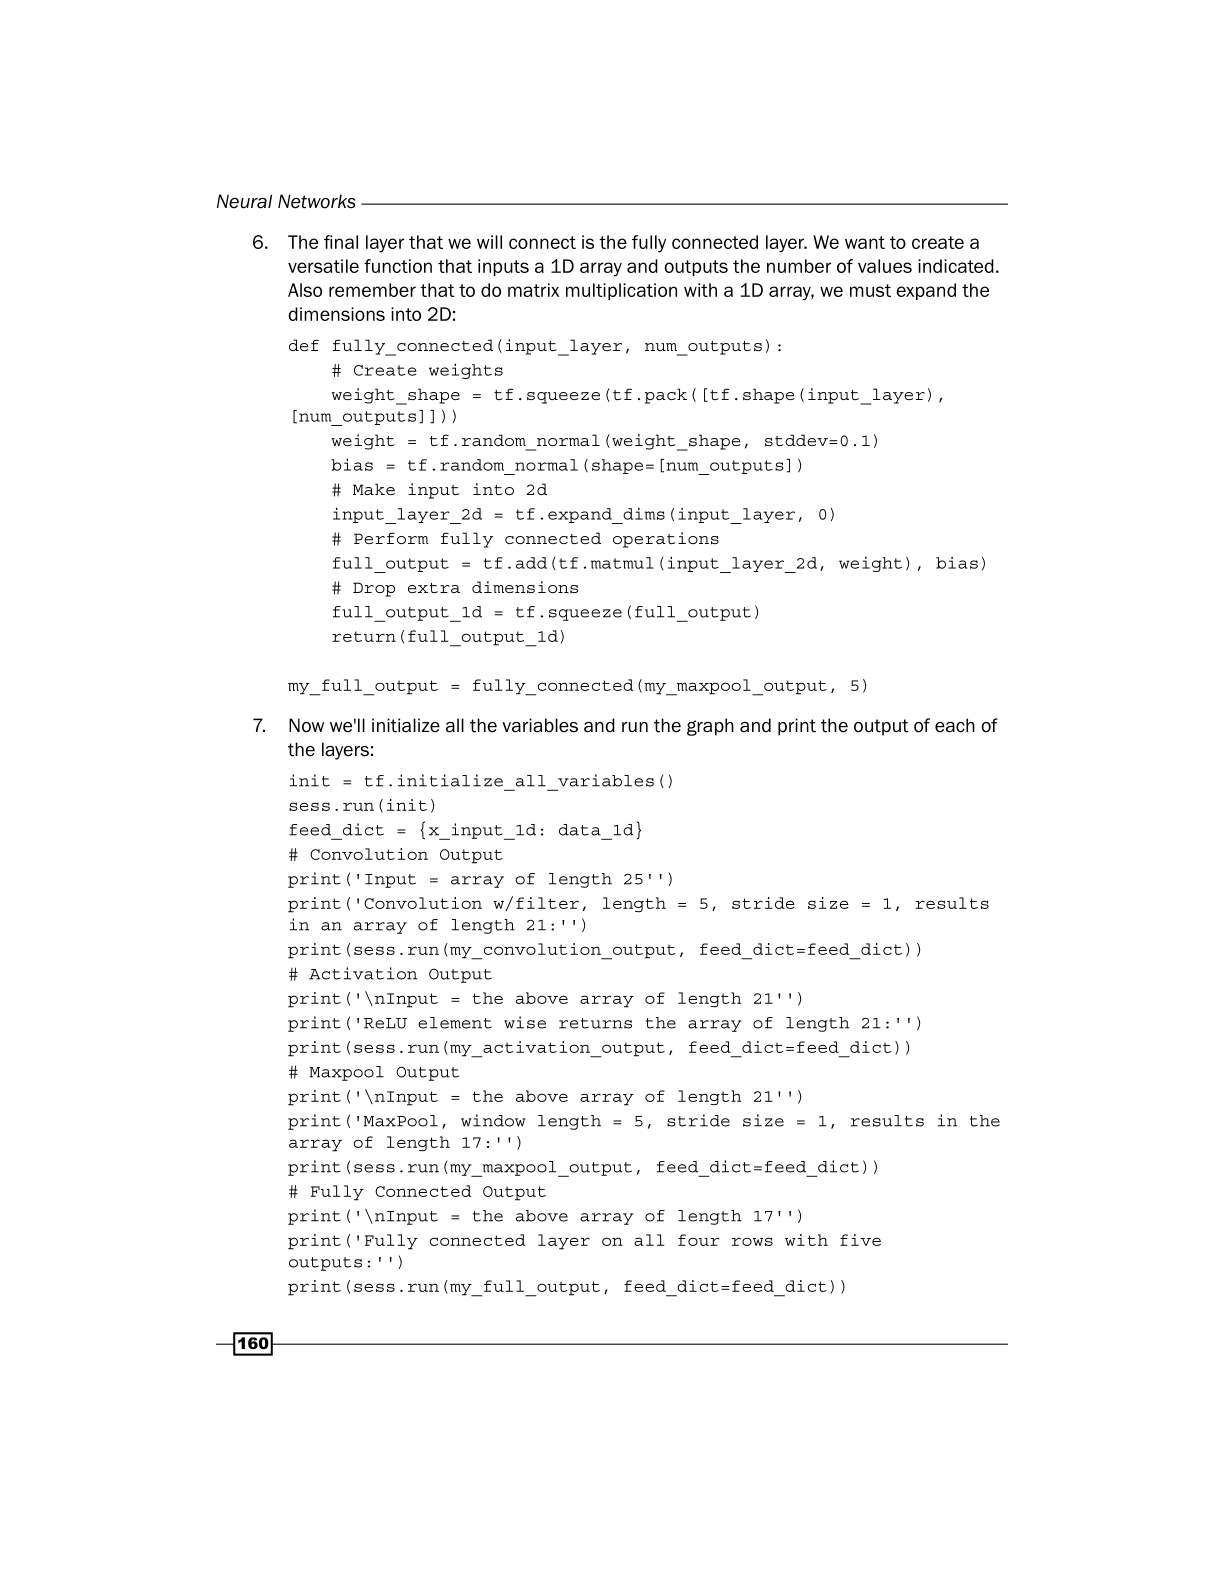 Neural Networks
6. The final layer that we will connect is the fully connected layer. We want to create a
versatile function that inputs a 1D array and outputs the number of values indicated.
Also remember that to do matrix multiplication with a 1D array, we must expand the
dimensions into 2D:
def fully_connected(input_layer, num_outputs):
    # Create weights
    weight_shape = tf.squeeze(tf.pack([tf.shape(input_layer),
[num_outputs]]))
    weight = tf.random_normal(weight_shape, stddev=0.1)
    bias = tf.random_normal(shape=[num_outputs])
    # Make input into 2d
    input_layer_2d = tf.expand_dims(input_layer, 0)
    # Perform fully connected operations
    full_output = tf.add(tf.matmul(input_layer_2d, weight), bias)
    # Drop extra dimensions
    full_output_1d = tf.squeeze(full_output)
    return(full_output_1d)
my_full_output = fully_connected(my_maxpool_output, 5)
7. Now we'll initialize all the variables and run the graph and print the output of each of
the layers:
init = tf.initialize_all_variables()
sess.run(init)
feed_dict = {x_input_1d: data_1d}
# Convolution Output
print('Input = array of length 25'')
print('Convolution w/filter, length = 5, stride size = 1, results
in an array of length 21:'')
print(sess.run(my_convolution_output, feed_dict=feed_dict))
# Activation Output
print('\nInput = the above array of length 21'')
print('ReLU element wise returns the array of length 21:'')
print(sess.run(my_activation_output, feed_dict=feed_dict))
# Maxpool Output
print('\nInput = the above array of length 21'')
print('MaxPool, window length = 5, stride size = 1, results in the
array of length 17:'')
print(sess.run(my_maxpool_output, feed_dict=feed_dict))
# Fully Connected Output
print('\nInput = the above array of length 17'')
print('Fully connected layer on all four rows with five
outputs:'')
print(sess.run(my_full_output, feed_dict=feed_dict))
160